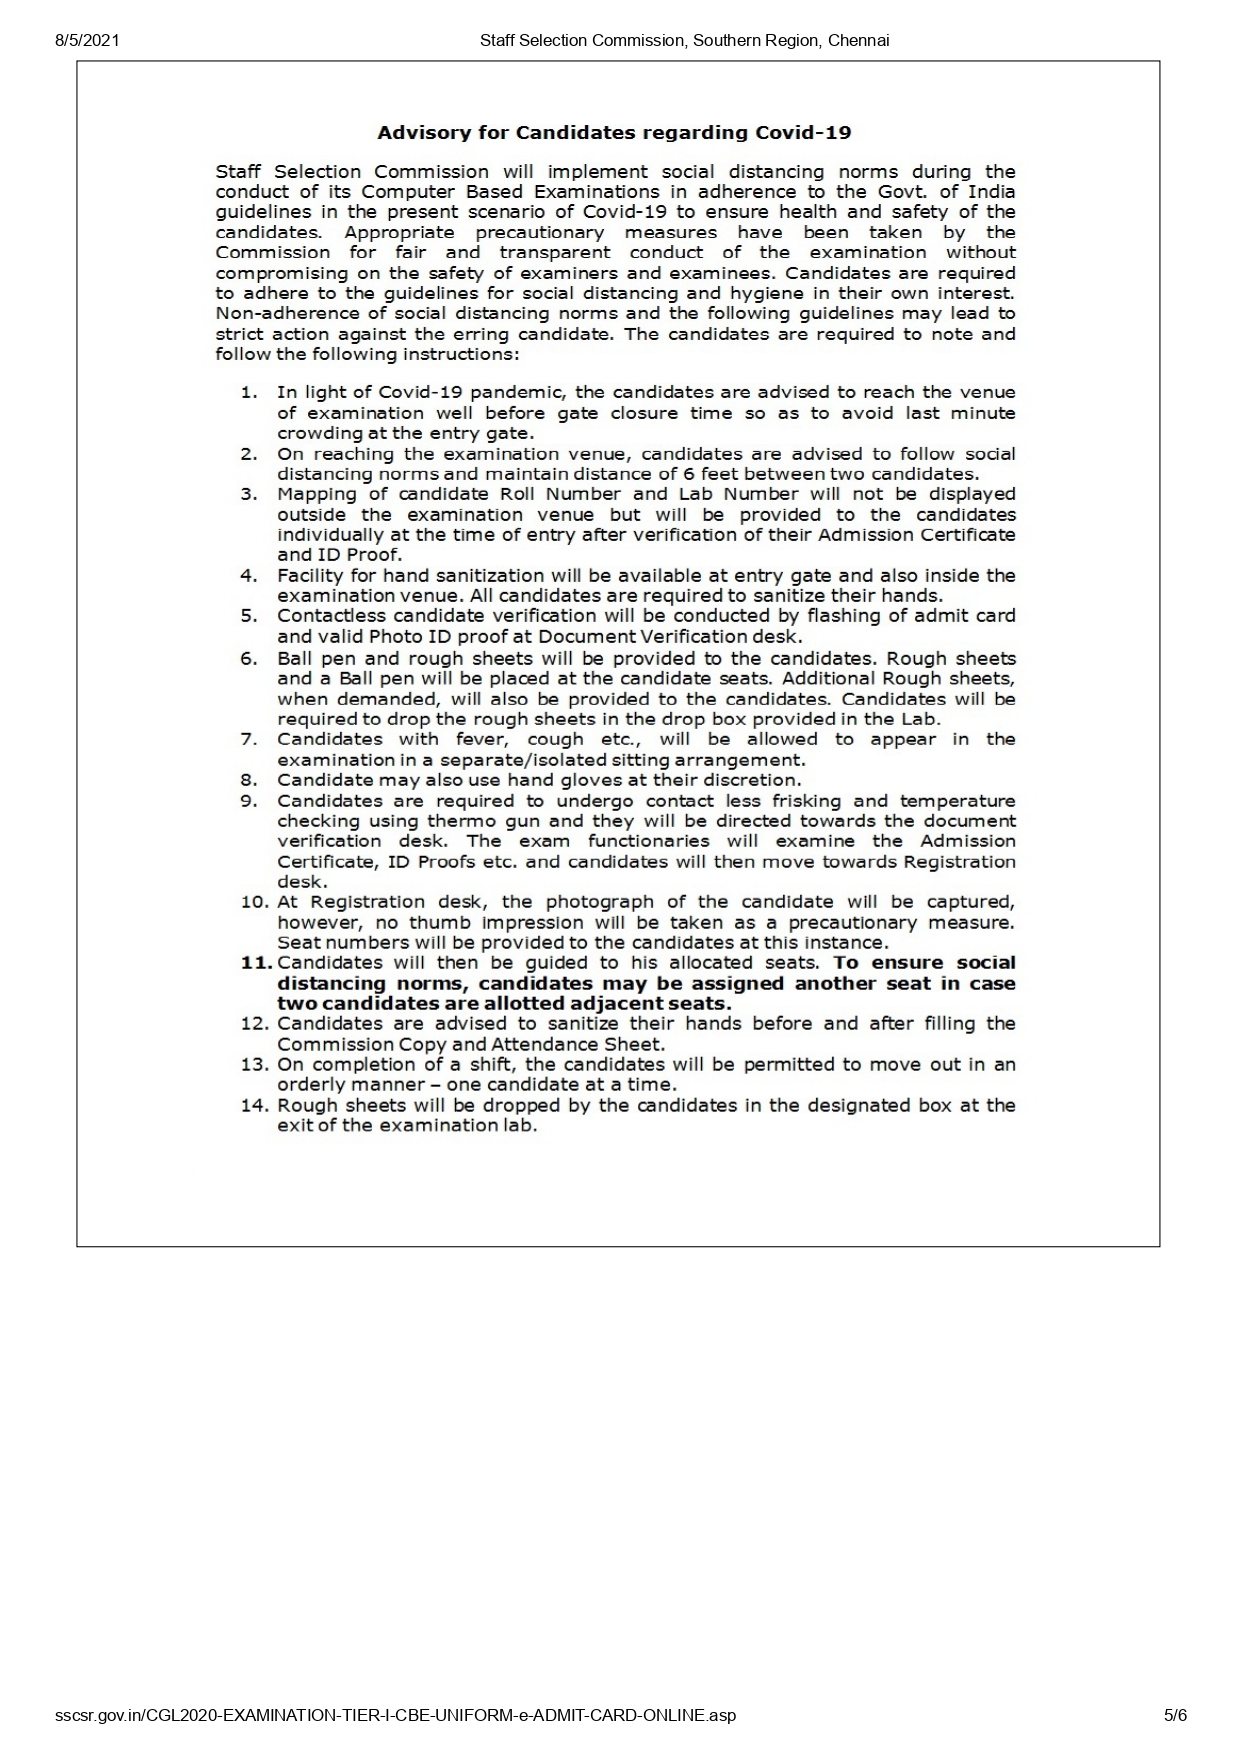 8/5/2021 Staff Selection Commission, Southern Region, Chennai
Advisory for Candidates regarding Covid-19
Staff Selection Commission will implement social distancing norms during the
conduct of its Computer Based Examinations in adherence to the Govt. of India
guidelines in the present scenario of Covid-19 to ensure health and safety of the
candidates. Appropriate precautionary measures have been taken by the
Commission for fair and transparent conduct of the examination without
compromising on the safety of examiners and examinees. Candidates are required
to adhere to the guidelines for social distancing and hygiene in their own interest.
Non-adherence of social distancing norms and the following guidelines may lead to
strict action against the erring candidate. The candidates are required to note and
follow the following instructions:
1. In light of Covid-19 pandemic, the candidates are advised to reach the venue
of examination well before gate closure time so as to avoid last minute
crowding at the entry gate.
2. On reaching the examination venue, candidates are advised to follow social
distancing norms and maintain distance of 6 feet between two candidates.
3. Mapping of candidate Roll Number and Lab Number will not be displayed
outside the examination venue but will be provided to the candidates
individually at the time of entry after verification of their Admission Certificate
and ID Proof.
4. Facility for hand sanitization will be available at entry gate and also inside the
examination venue. All candidates are required to sanitize their hands.
5. Contactless candidate verification will be conducted by flashing of admit card
and valid Photo ID proof at Document Verification desk.
6. Ball pen and rough sheets will be provided to the candidates. Rough sheets
and a Ball pen will be placed at the candidate seats. Additional Rough sheets,
when demanded, will also be provided to the candidates. Candidates will be
required to drop the rough sheets in the drop box provided in the Lab.
7. Candidates with fever, cough etc., will be allowed to appear in the
examination in a separate/isolated sitting arrangement.
8. Candidate may also use hand gloves at their discretion.
9. Candidates are required to undergo contact less frisking and temperature
checking using thermo gun and they will be directed towards the document
verification desk. The exam functionaries will examine the Admission
Certificate, ID Proofs etc. and candidates will then move towards Registration
desk.
10. At Registration desk, the photograph of the candidate will be captured,
however, no thumb impression will be taken as a precautionary measure.
Seat numbers will be provided to the candidates at this instance.
11. Candidates will then be guided to his allocated seats. To ensure social
distancing norms, candidates may be assigned another seat in case
two candidates are allotted adjacent seats.
12. Candidates are advised to sanitize their hands before and after filling the
Commission Copy and Attendance Sheet.
13. On completion of a shift, the candidates will be permitted to move out in an
orderly manner – one candidate at a time.
14. Rough sheets will be dropped by the candidates in the designated box at the
exit of the examination lab.
sscsr.gov.in/CGL2020-EXAMINATION-TIER-I-CBE-UNIFORM-e-ADMIT-CARD-ONLINE.asp 5/6